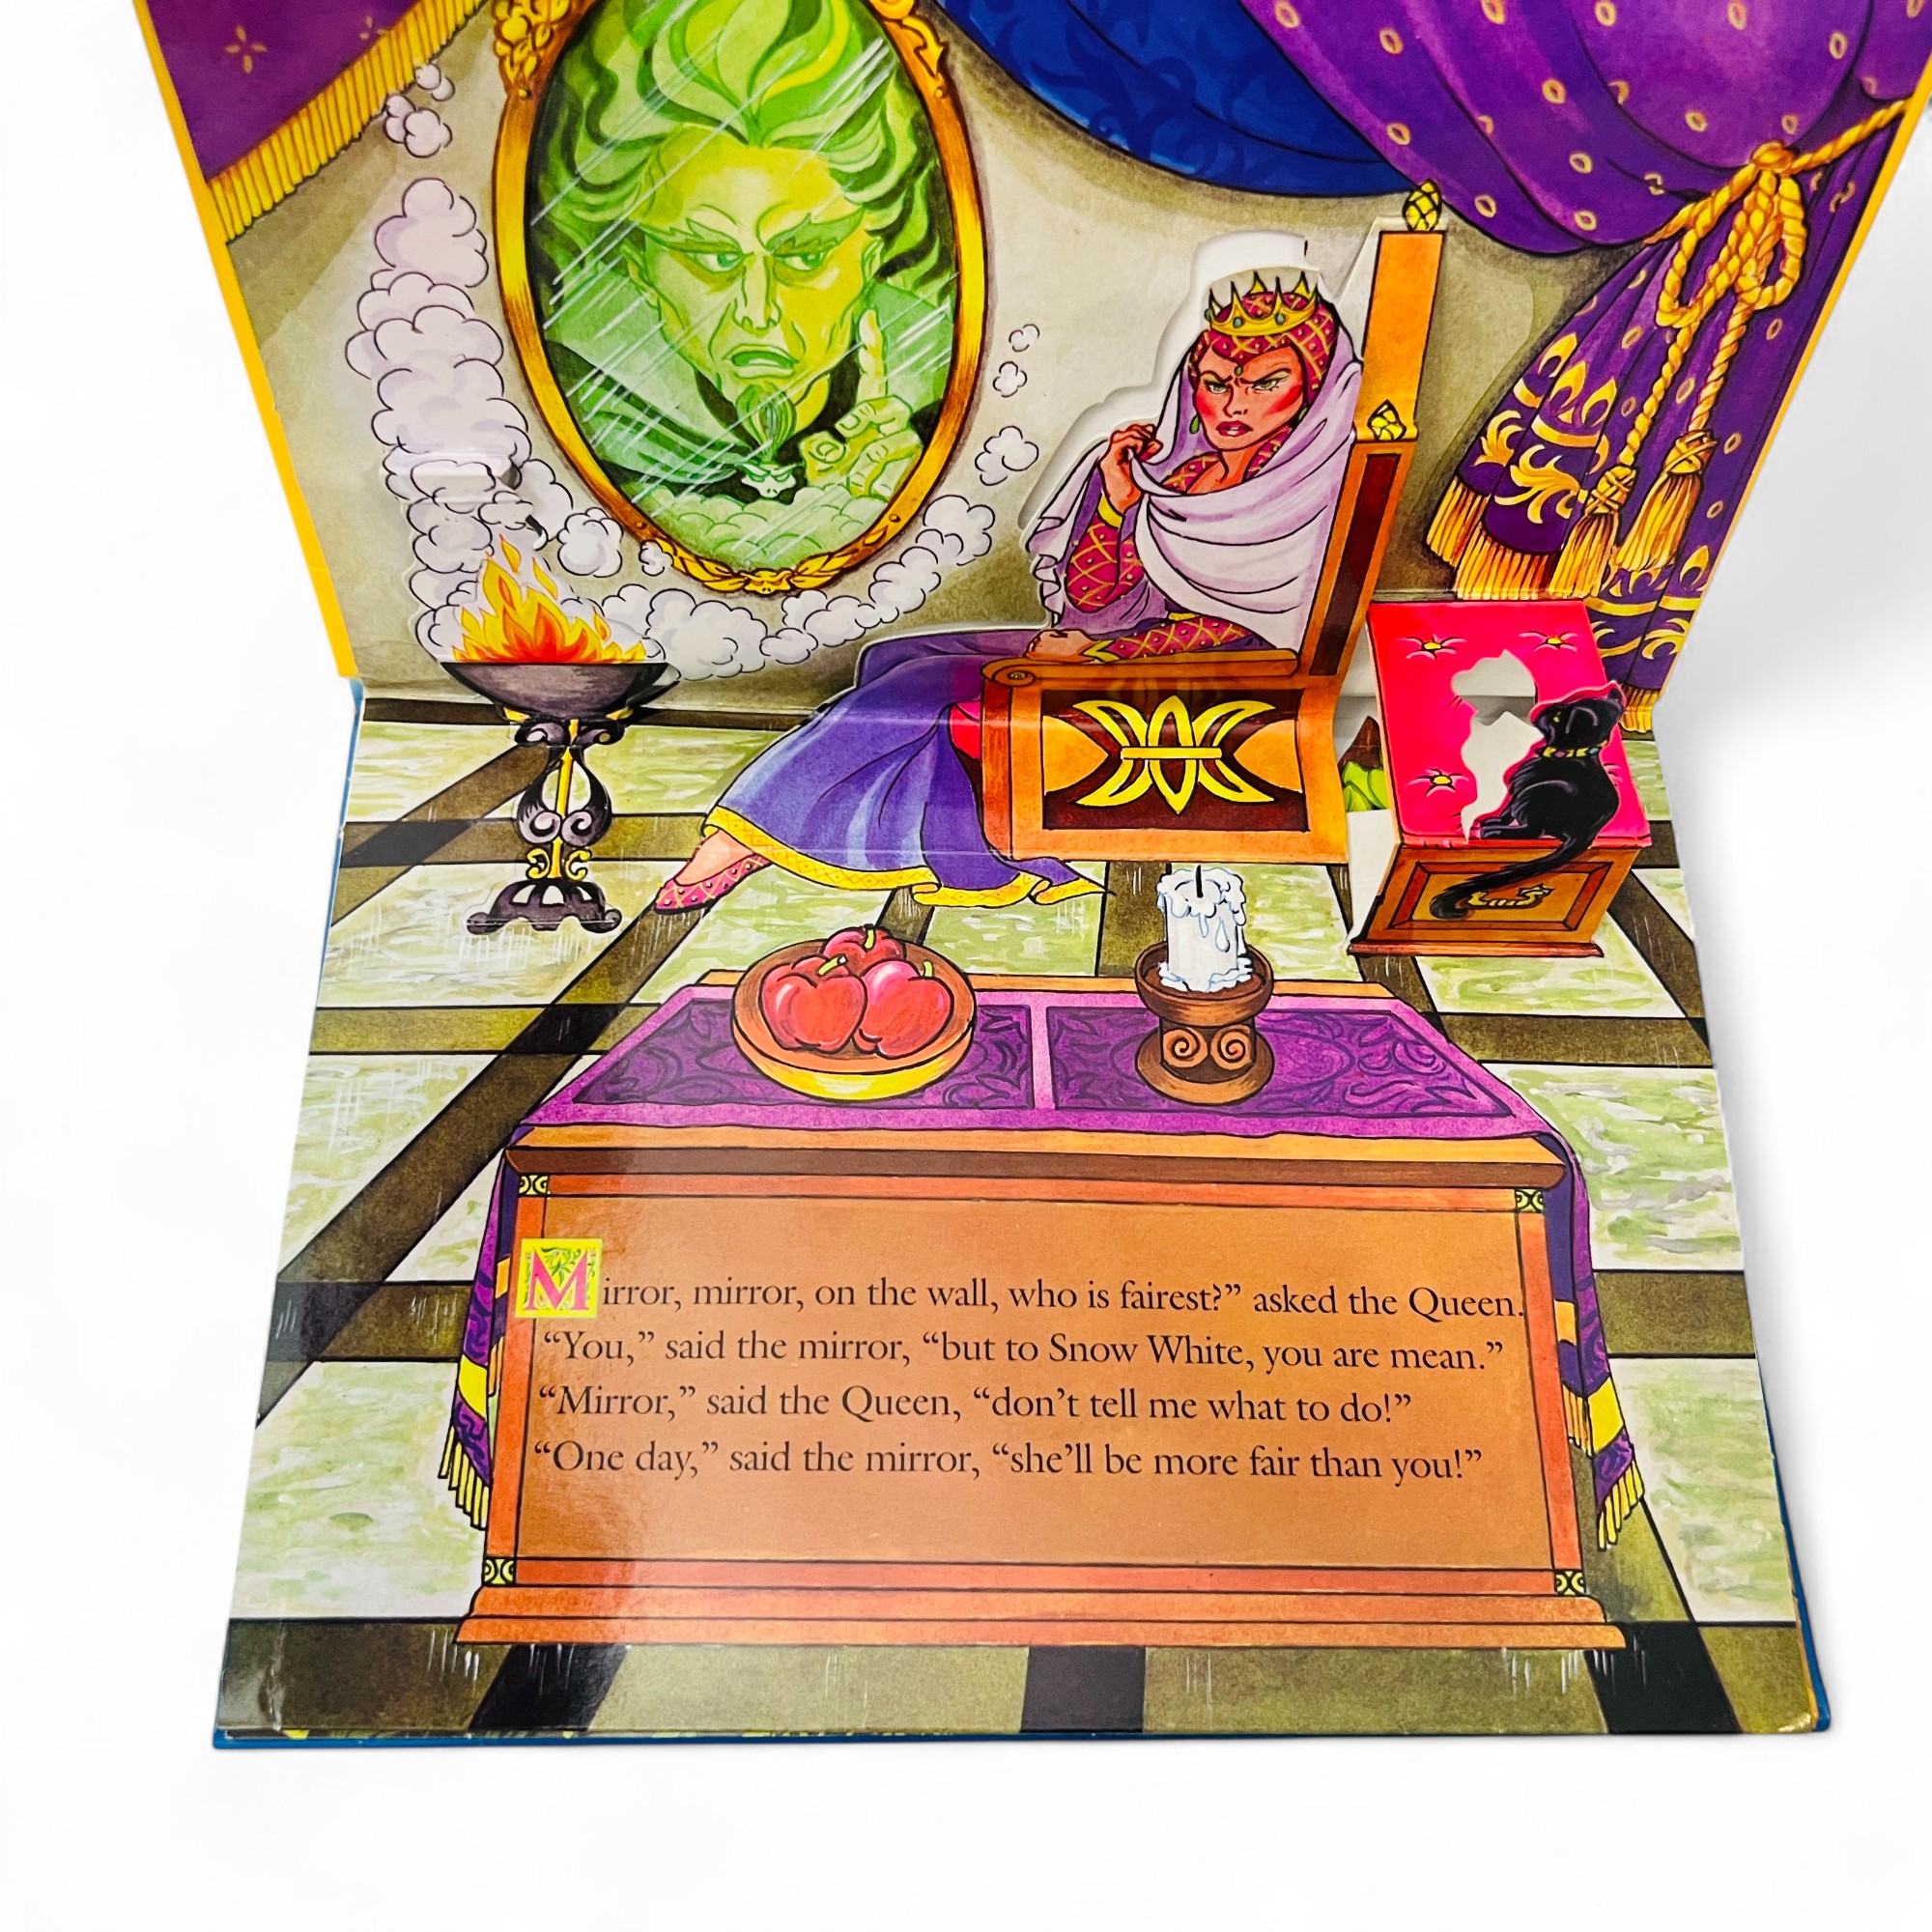 Mirror, mirror, on the wall, who is fairest?” asked the Queen.
“You,” said the mirror, “but to Snow White, you are mean.”
“Mirror,” said the Queen, “don’t tell me what to do!”
“One day,” said the mirror, “she’ll be more fair than you!”